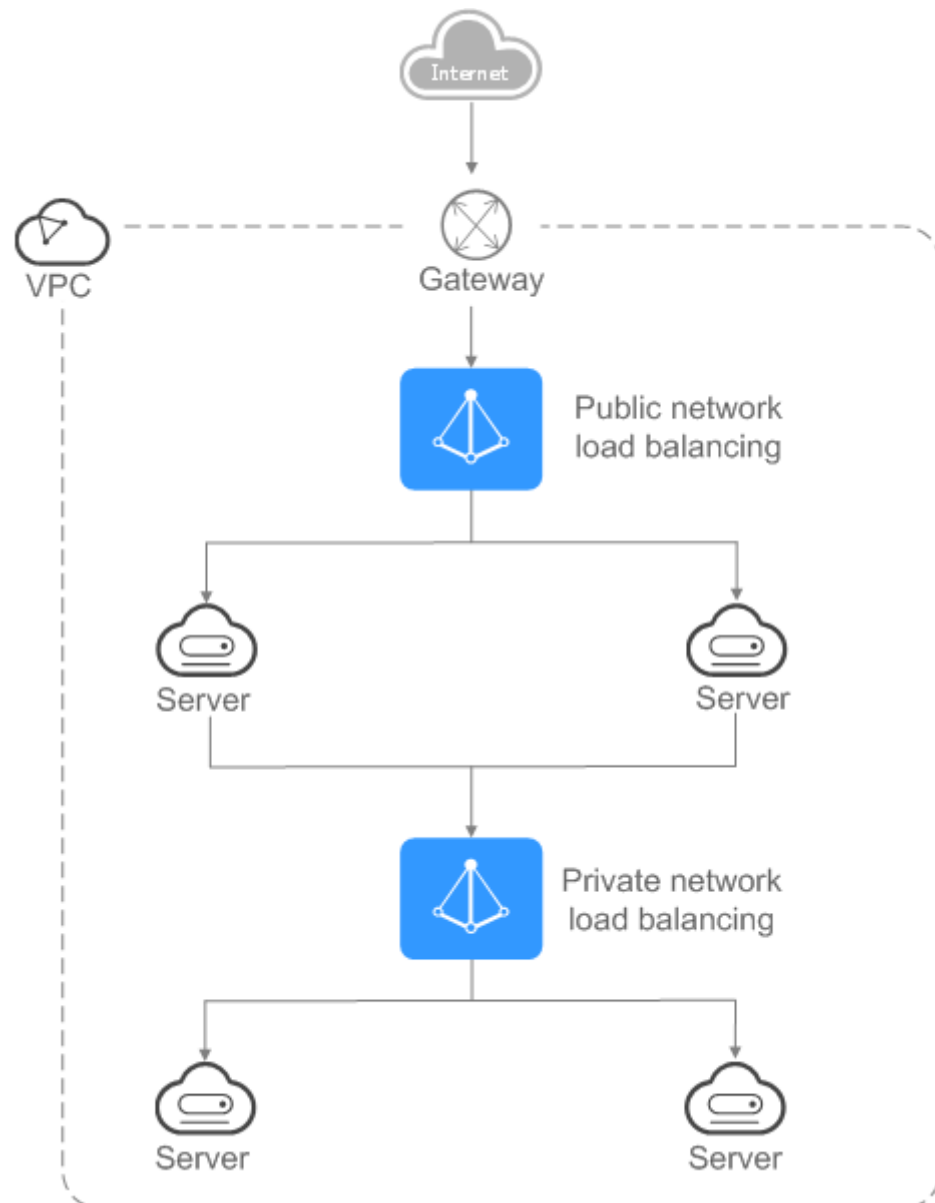 Internet
VPC
Gateway
Public network
load balancing
Server
Server
Private network
load balancing
Server
Server